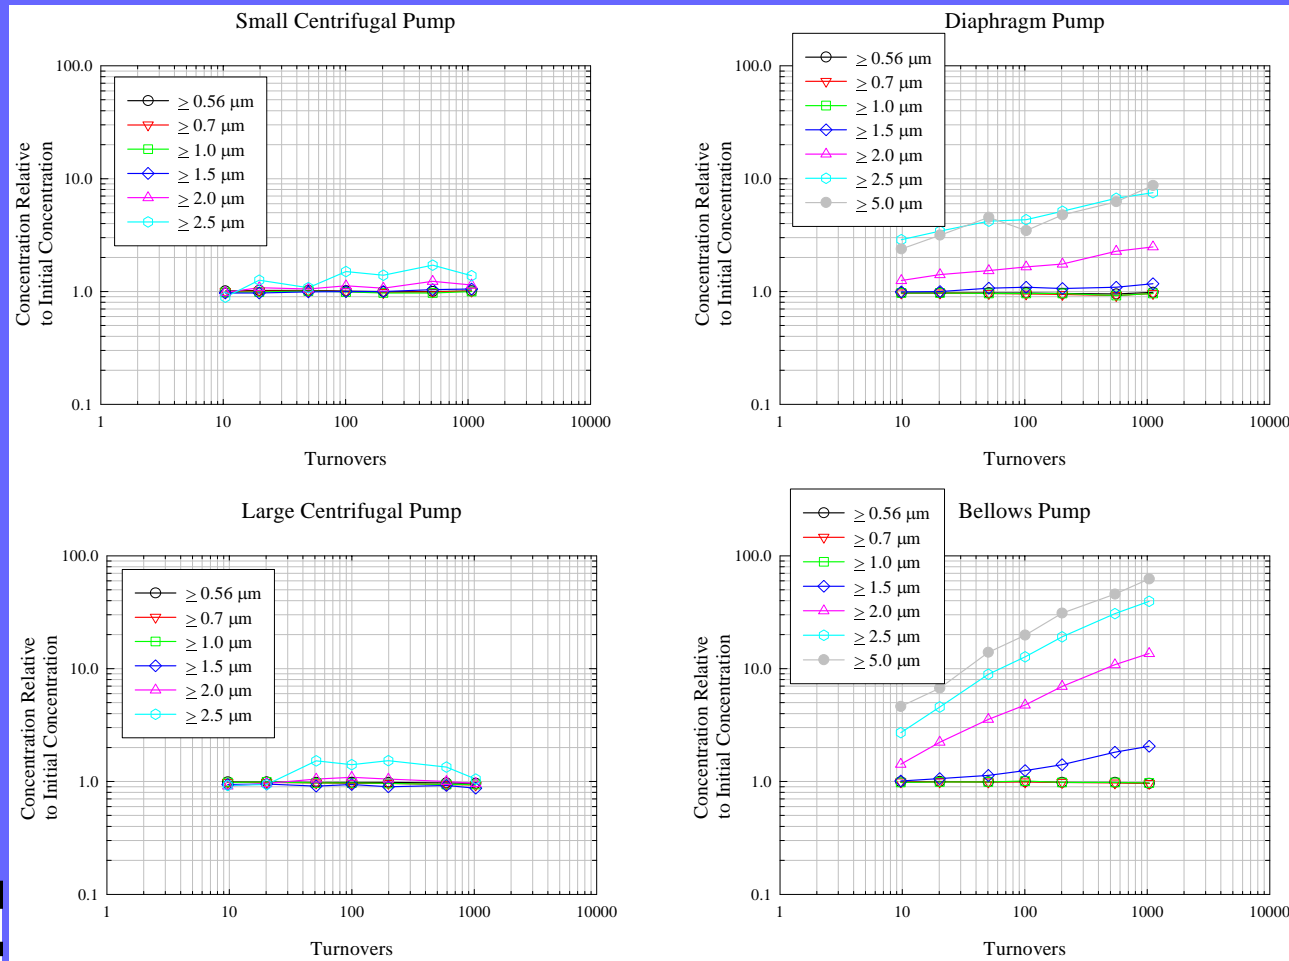 Small Centrifugal Pump
100.0
10.0
1.0
0.1
Concentration Relative
to Initial Concentration
≥ 0.56 µm
≥ 0.7 µm
≥ 1.0 µm
≥ 1.5 µm
≥ 2.0 µm
≥ 2.5 µm
1
10
100
1000
10000
Turnovers
Diaphragm Pump
100.0
10.0
1.0
0.1
Concentration Relative
to Initial Concentration
≥ 0.56 µm
≥ 0.7 µm
≥ 1.0 µm
≥ 1.5 µm
≥ 2.0 µm
≥ 2.5 µm
≥ 5.0 µm
1
10
100
1000
10000
Turnovers
Large Centrifugal Pump
100.0
10.0
1.0
0.1
Concentration Relative
to Initial Concentration
≥ 0.56 µm
≥ 0.7 µm
≥ 1.0 µm
≥ 1.5 µm
≥ 2.0 µm
≥ 2.5 µm
1
10
100
1000
10000
Turnovers
Bellows Pump
100.0
10.0
1.0
0.1
Concentration Relative
to Initial Concentration
≥ 0.56 µm
≥ 0.7 µm
≥ 1.0 µm
≥ 1.5 µm
≥ 2.0 µm
≥ 2.5 µm
≥ 5.0 µm
1
10
100
1000
10000
Turnovers